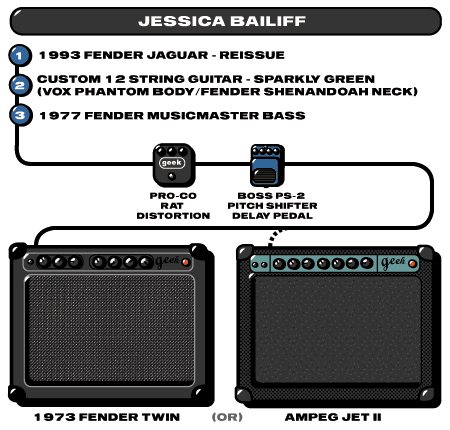 JESSICA BAILIFF
1 1993 FENDER JAGUAR - REISSUE
2 CUSTOM 12 STRING GUITAR - SPARKLY GREEN
(VOX PHANTOM BODY/FENDER SHENANDOAH NECK)
3 1977 FENDER MUSICMASTER BASS
geek
PRO-CO
RAT
DISTORTION
BOSS PS-2
PITCH SHIFTER
DELAY PEDAL
geek
geek
1973 FENDER TWIN
(OR)
AMPEG JET II